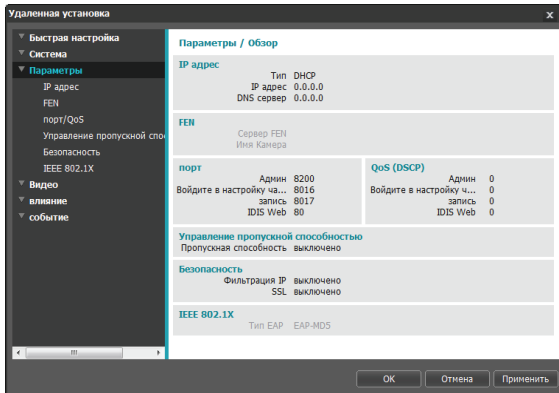 Удаленная установка
x
Быстрая настройка
Система
Параметры
IP адрес
FEN
порт/QoS
Управление пропускной спо
Безопасность
IEEE 802.1X
Видео
влияние
событие
Параметры / Обзор
IP адрес
Тип DHCP
IP адрес 0.0.0.0
DNS сервер 0.0.0.0
FEN
Сервер FEN
Имя Камера
порт
Админ 8200
Войдите в настройку ча... 8016
запись 8017
IDIS Web 80
QoS (DSCP)
Админ 0
Войдите в настройку ч... 0
запись 0
IDIS Web 0
Управление пропускной способностью
Пропускная способность выключено
Безопасность
Фильтрация IP выключено
SSL выключено
IEEE 802.1X
Тип EAP EAP-MD5
OK Отмена Применить